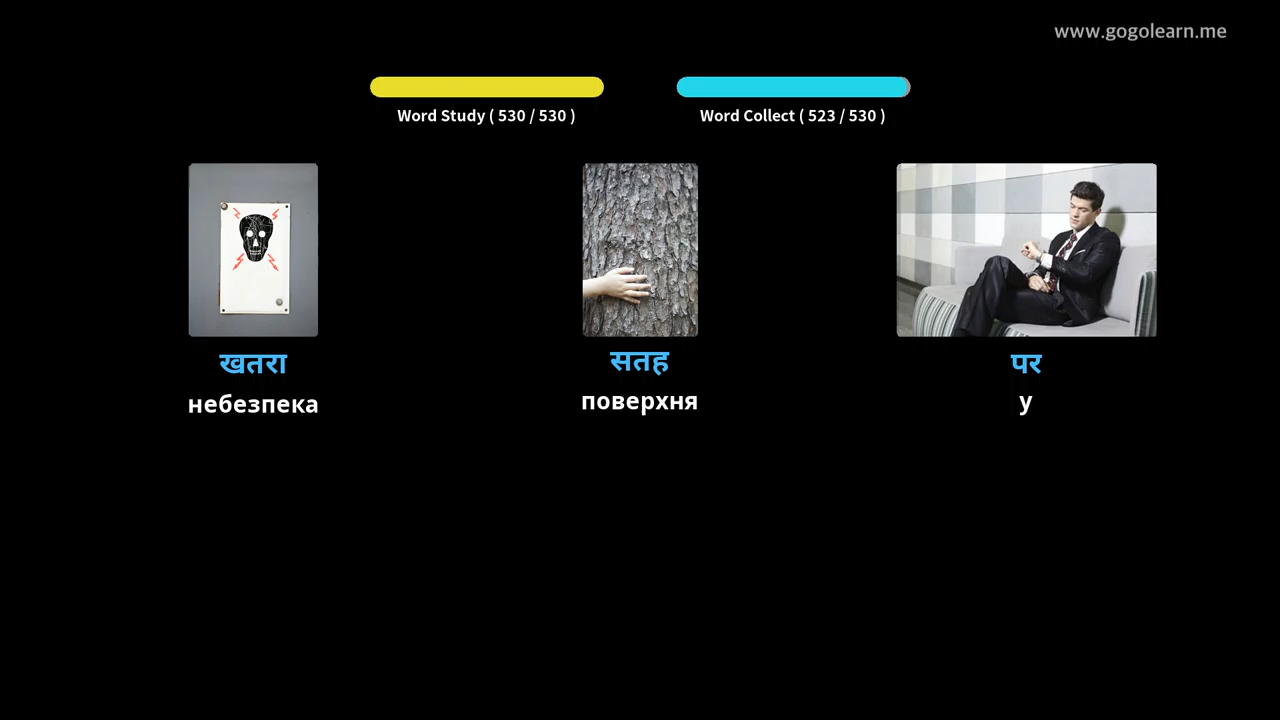 www.gogolearn.me
Word Study ( 530 / 530 )
Word Collect ( 523 / 530 )
खतरा
सतह
पर
небезпека
поверхня
у